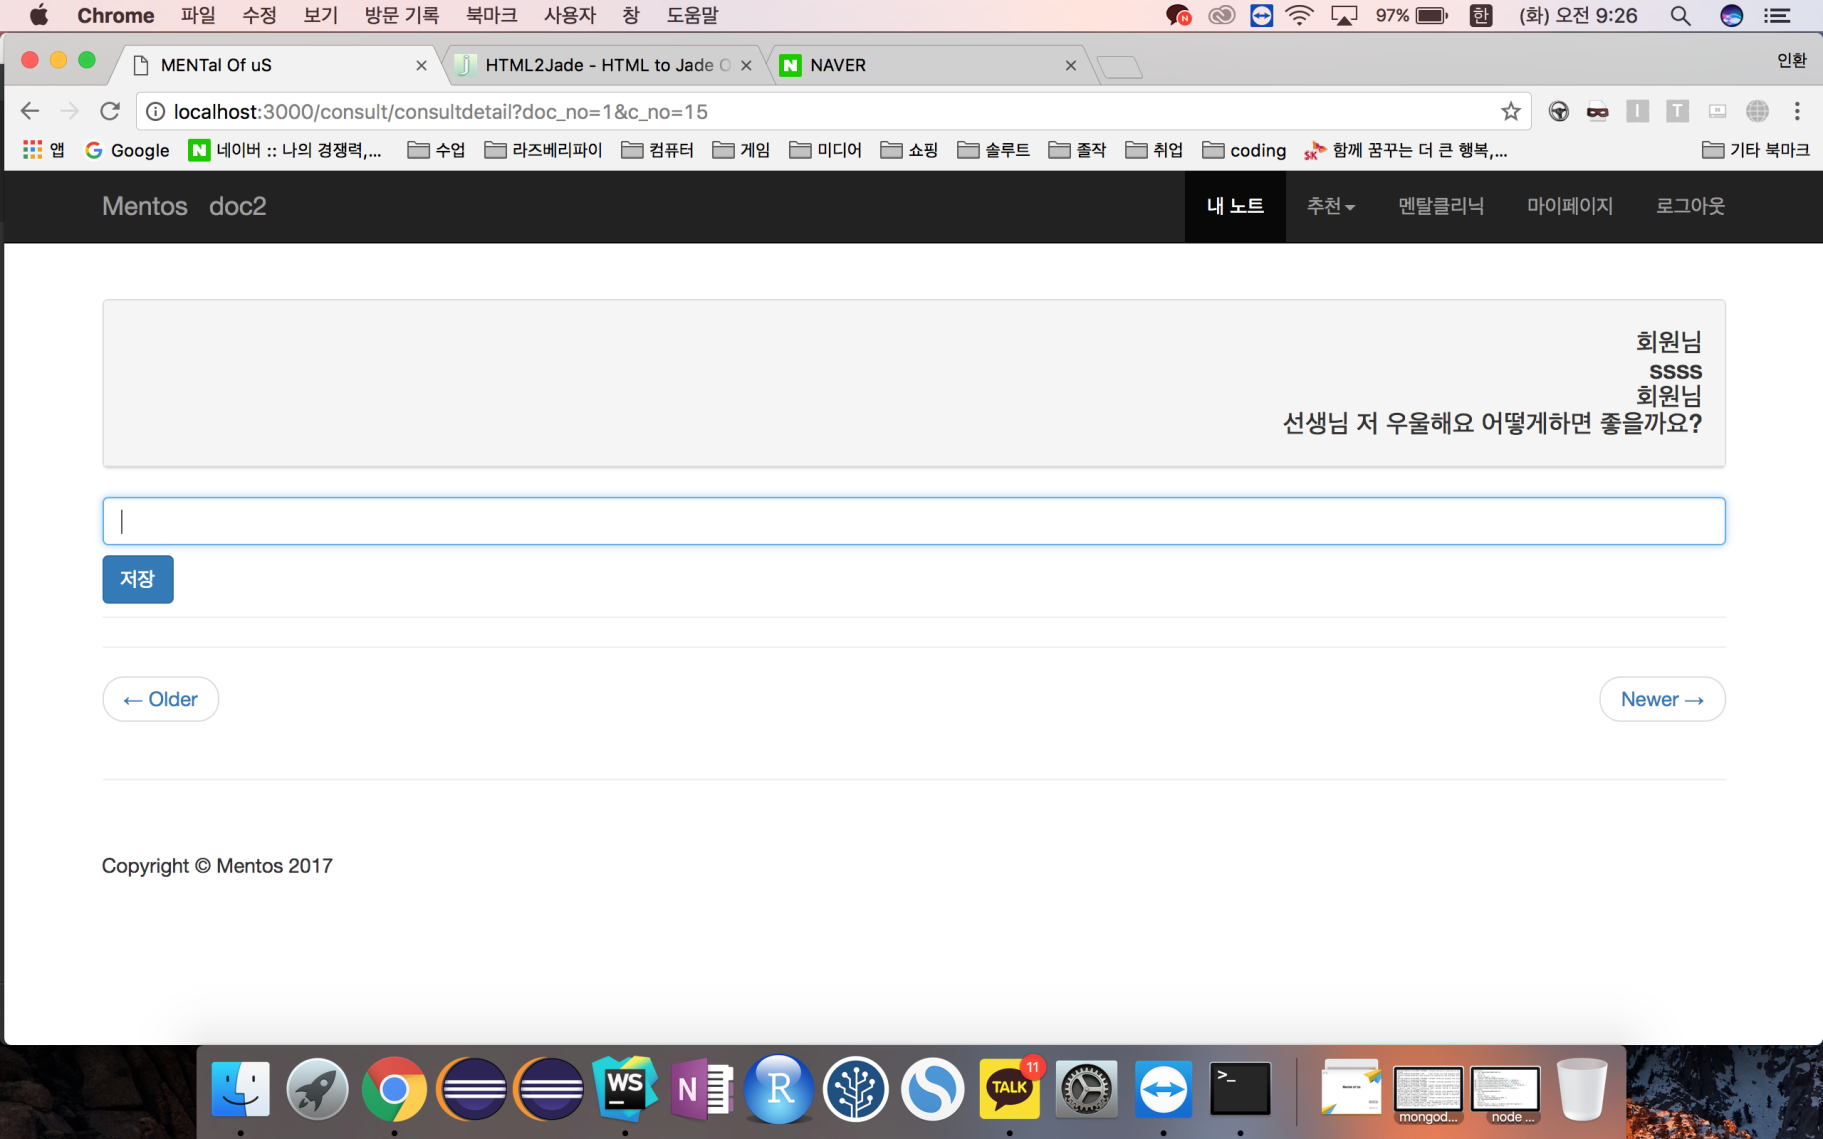 Chrome 파일 수정 보기 방문 기록 북마크 사용자 창 도움말 N 97% 한 (화) 오전 9:26
MENTal Of uS HTML2Jade - HTML to Jade NAVER 인환
localhost:3000/consult/consultdetail?doc_no=1&c_no=15
앱 Google 네이버 :: 나의 경쟁력,... 수업 라즈베리파이 컴퓨터 게임 미디어 쇼핑 솔루트 졸작 취업 coding 함께 꿈꾸는 더 큰 행복,... 기타 북마크
Mentos doc2 내 노트 추천 멘탈클리닉 마이페이지 로그아웃
회원님
ssss
회원님
선생님 저 우울해요 어떻게하면 좋을까요?
저장
← Older Newer →
Copyright © Mentos 2017
WS N R TALK 11 >_ mongod... node ...